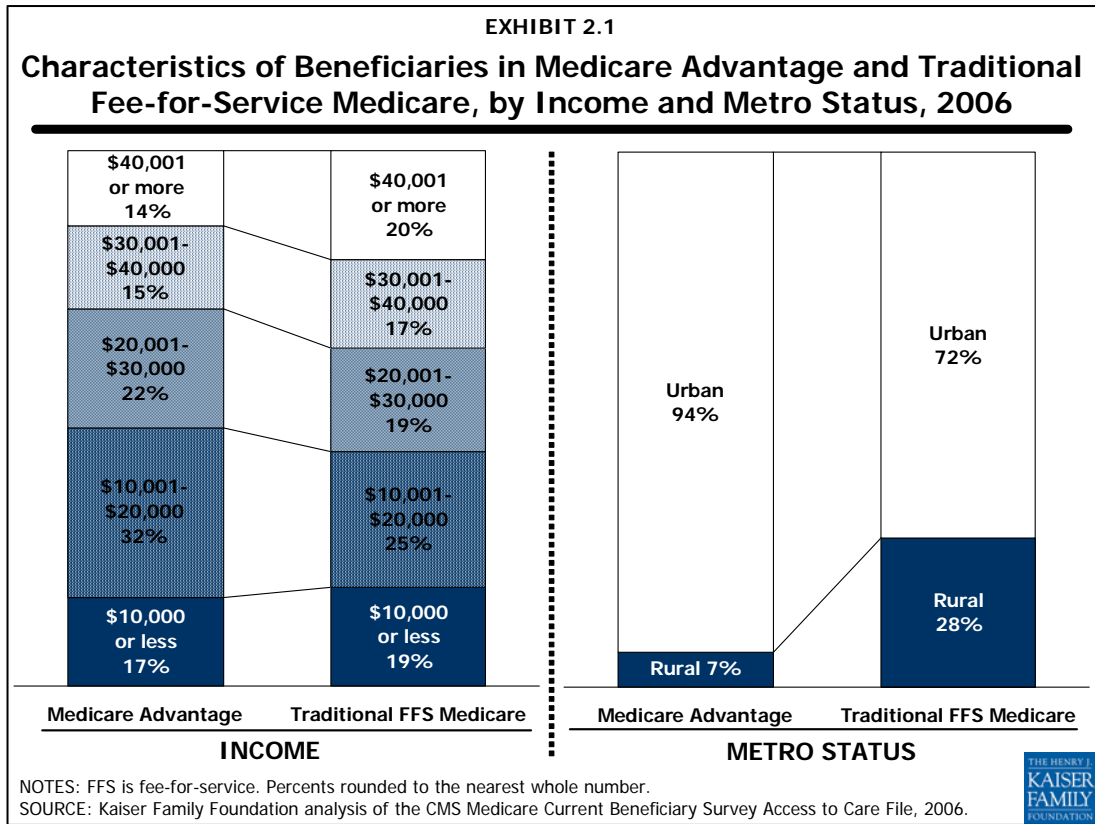 EXHIBIT 2.1
Characteristics of Beneficiaries in Medicare Advantage and Traditional
Fee-for-Service Medicare, by Income and Metro Status, 2006
$40,001
or more
14%
$30,001-
$40,000
15%
$20,001-
$30,000
22%
$10,001-
$20,000
32%
$10,000
or less
17%
$40,001
or more
20%
$30,001-
$40,000
17%
$20,001-
$30,000
19%
$10,001-
$20,000
25%
$10,000
or less
19%
Medicare Advantage
Traditional FFS Medicare
INCOME
Urban
94%
Rural 7%
Urban
72%
Rural
28%
Medicare Advantage
Traditional FFS Medicare
METRO STATUS
NOTES: FFS is fee-for-service. Percents rounded to the nearest whole number.
SOURCE: Kaiser Family Foundation analysis of the CMS Medicare Current Beneficiary Survey Access to Care File, 2006.
THE HENRY J.
KAISER
FAMILY
FOUNDATION